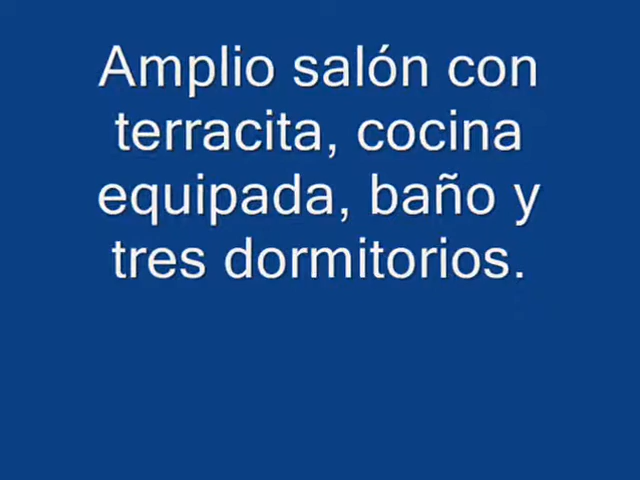 Amplio salón con
terracita, cocina
equipada, baño y
tres dormitorios.